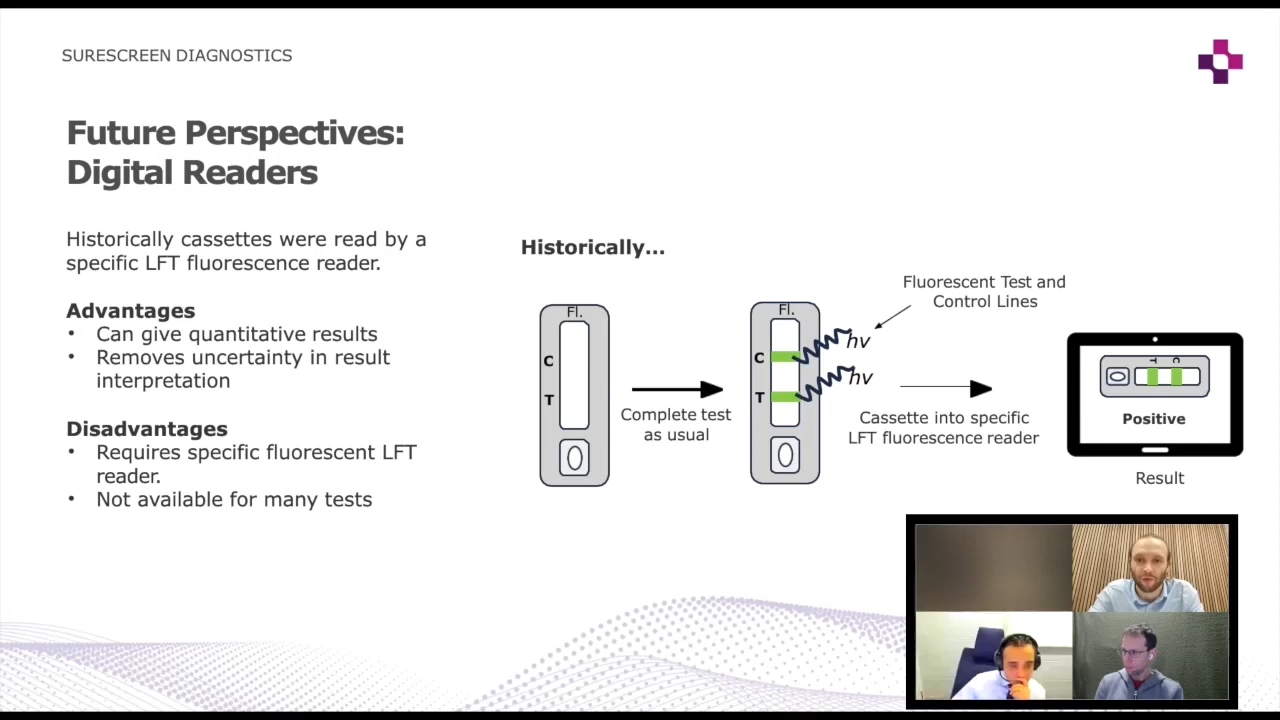 SURESCREEN DIAGNOSTICS
Future Perspectives:
Digital Readers
Historically cassettes were read by a
specific LFT fluorescence reader.
Advantages
• Can give quantitative results
• Removes uncertainty in result
interpretation
Disadvantages
• Requires specific fluorescent LFT
reader.
• Not available for many tests
Historically...
Fl.
C
T
Complete test
as usual
Fl.
C
T
hv
hv
Fluorescent Test and
Control Lines
Cassette into specific
LFT fluorescence reader
T C
Positive
Result